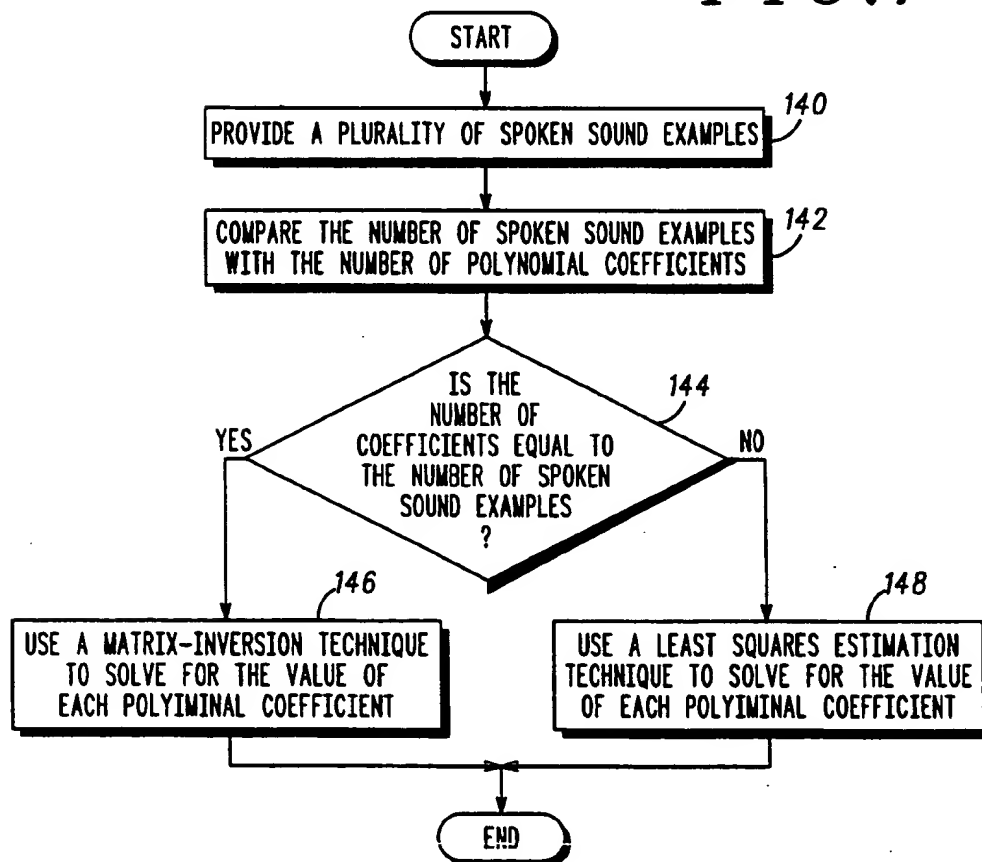 START
140
PROVIDE A PLURALITY OF SPOKEN SOUND EXAMPLES
142
COMPARE THE NUMBER OF SPOKEN SOUND EXAMPLES
WITH THE NUMBER OF POLYNOMIAL COEFFICIENTS
144
IS THE
NUMBER OF
COEFFICIENTS EQUAL TO
THE NUMBER OF SPOKEN
SOUND EXAMPLES
?
YES
NO
146
USE A MATRIX-INVERSION TECHNIQUE
TO SOLVE FOR THE VALUE OF
EACH POLYIMINAL COEFFICIENT
148
USE A LEAST SQUARES ESTIMATION
TECHNIQUE TO SOLVE FOR THE VALUE
OF EACH POLYIMINAL COEFFICIENT
END